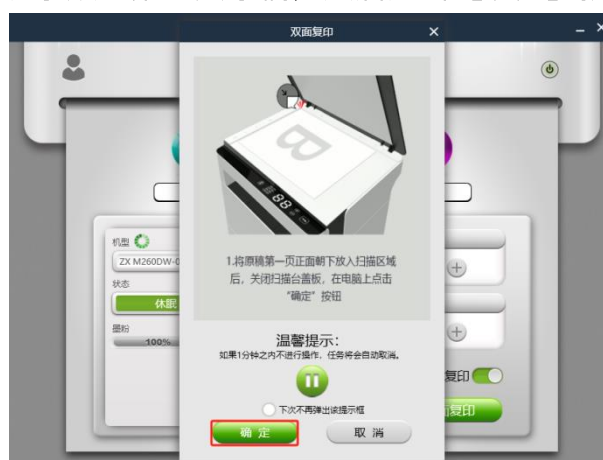 双面复印
机型
ZX M260DW-
状态
休眠
墨粉
100%
B
88
1.将原稿第一页正面朝下放入扫描区域
后，关闭扫描台盖板，在电脑上点击
“确定”按钮
温馨提示：
如果1分钟之内不进行操作，任务将会自动取消。
下次不再弹出该提示框
确 定
取 消
复印
面复印